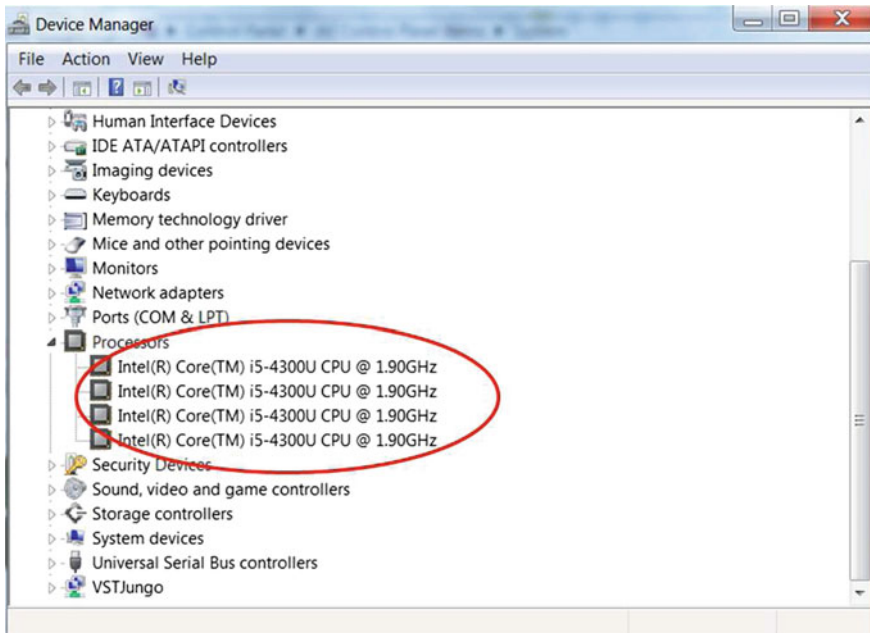 Device Manager
File Action View Help
Human Interface Devices
IDE ATA/ATAPI controllers
Imaging devices
Keyboards
Memory technology driver
Mice and other pointing devices
Monitors
Network adapters
Ports (COM & LPT)
Processors
Intel(R) Core(TM) i5-4300U CPU @ 1.90GHz
Intel(R) Core(TM) i5-4300U CPU @ 1.90GHz
Intel(R) Core(TM) i5-4300U CPU @ 1.90GHz
Intel(R) Core(TM) i5-4300U CPU @ 1.90GHz
Security Devices
Sound, video and game controllers
Storage controllers
System devices
Universal Serial Bus controllers
VSTJungo